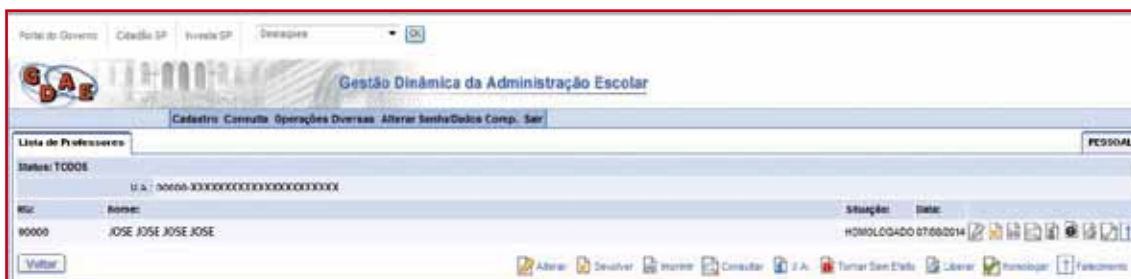 Portal do Governo Cidadão SP Investe SP Destaques OK
GDAE
Gestão Dinâmica da Administração Escolar
Cadastro Consulta Operações Diversas Alterar Senha/Dados Comp. Sair
Lista de Professores PESSOAL
Status: TODOS
U.A.: 00000-XXXXXXXXXXXXXXXXXXXXXXX
RG: Nome: Situação: Data:
00000 JOSE JOSE JOSE JOSE HOMOLOGADO 07/08/2014
Voltar Alterar Devolver Imprimir Consultar I.A. Tornar Sem Efeito Liberar Homologar Falecimento